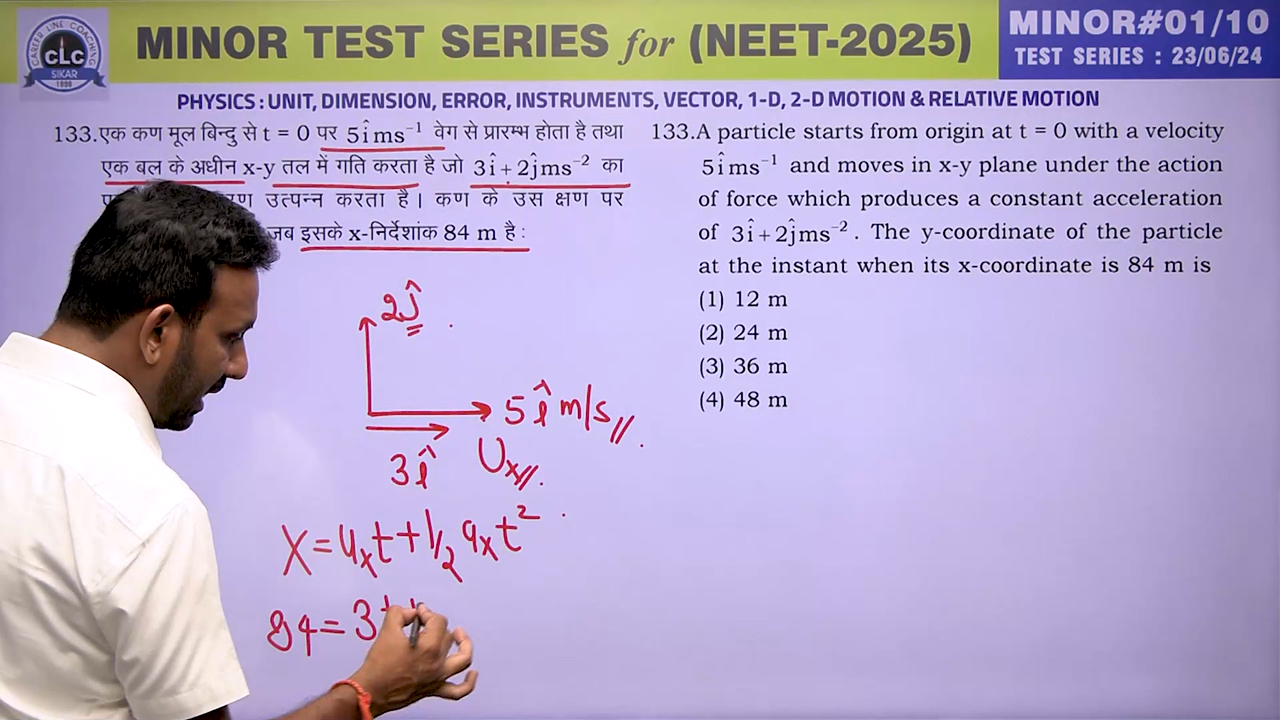 CAREER LINE COACHING
CLC
SIKAR
1996
MINOR TEST SERIES for (NEET-2025)
MINOR#01/10
TEST SERIES : 23/06/24
PHYSICS : UNIT, DIMENSION, ERROR, INSTRUMENTS, VECTOR, 1-D, 2-D MOTION & RELATIVE MOTION
133. एक कण मूल बिन्दु से t = 0 पर 5î ms⁻¹ वेग से प्रारम्भ होता है तथा
एक बल के अधीन x-y तल में गति करता है जो 3î + 2ĵ ms⁻² का
उत्पन्न करता है। कण के उस क्षण पर
जब इसके x-निर्देशांक 84 m है :
133. A particle starts from origin at t = 0 with a velocity
5î ms⁻¹ and moves in x-y plane under the action
of force which produces a constant acceleration
of 3î + 2ĵ ms⁻². The y-coordinate of the particle
at the instant when its x-coordinate is 84 m is
(1) 12 m
(2) 24 m
(3) 36 m
(4) 48 m
2ĵ
5î m/s
3î
Ux
X = uxt + 1/2 axt²
84 = 3t